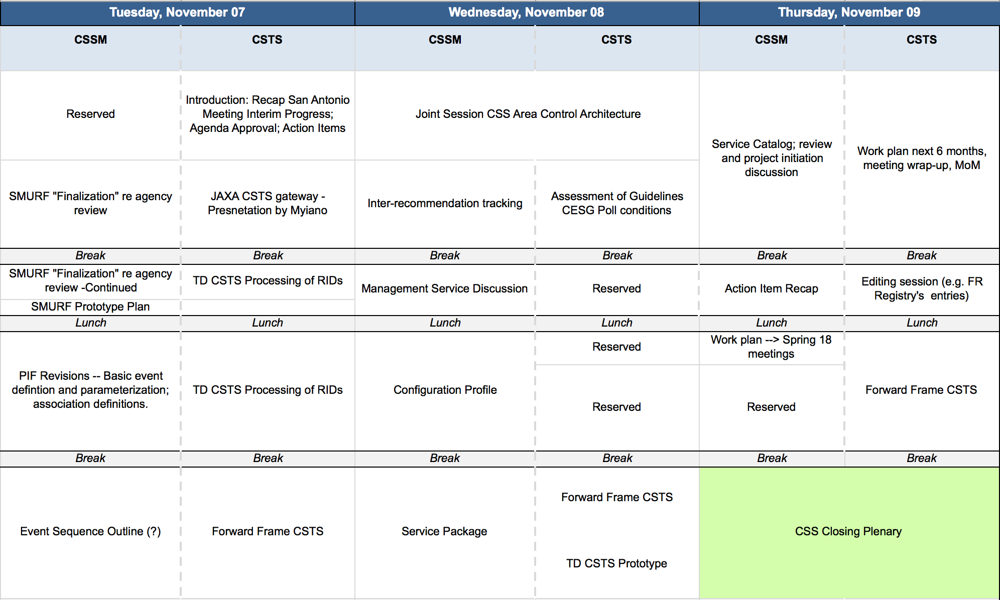 Tuesday, November 07
Wednesday, November 08
Thursday, November 09
CSSM
CSTS
CSSM
CSTS
CSSM
CSTS
Reserved
Introduction: Recap San Antonio
Meeting Interim Progress;
Agenda Approval; Action Items
Joint Session CSS Area Control Architecture
Service Catalog; review
and project initiation
discussion
Work plan next 6 months,
meeting wrap-up, MoM
SMURF "Finalization" re agency
review
JAXA CSTS gateway -
Presnetation by Myiano
Inter-recommendation tracking
Assessment of Guidelines
CESG Poll conditions
Break
Break
Break
Break
Break
Break
SMURF "Finalization" re agency
review -Continued
TD CSTS Processing of RIDs
Management Service Discussion
Reserved
Action Item Recap
Editing session (e.g. FR
Registry's  entries)
SMURF Prototype Plan
Lunch
Lunch
Lunch
Lunch
Lunch
Lunch
PIF Revisions -- Basic event
defintion and parameterization;
association definitions.
TD CSTS Processing of RIDs
Configuration Profile
Reserved
Reserved
Work plan --> Spring 18
meetings
Reserved
Forward Frame CSTS
Break
Break
Break
Break
Break
Break
Event Sequence Outline (?)
Forward Frame CSTS
Service Package
Forward Frame CSTS
TD CSTS Prototype
CSS Closing Plenary